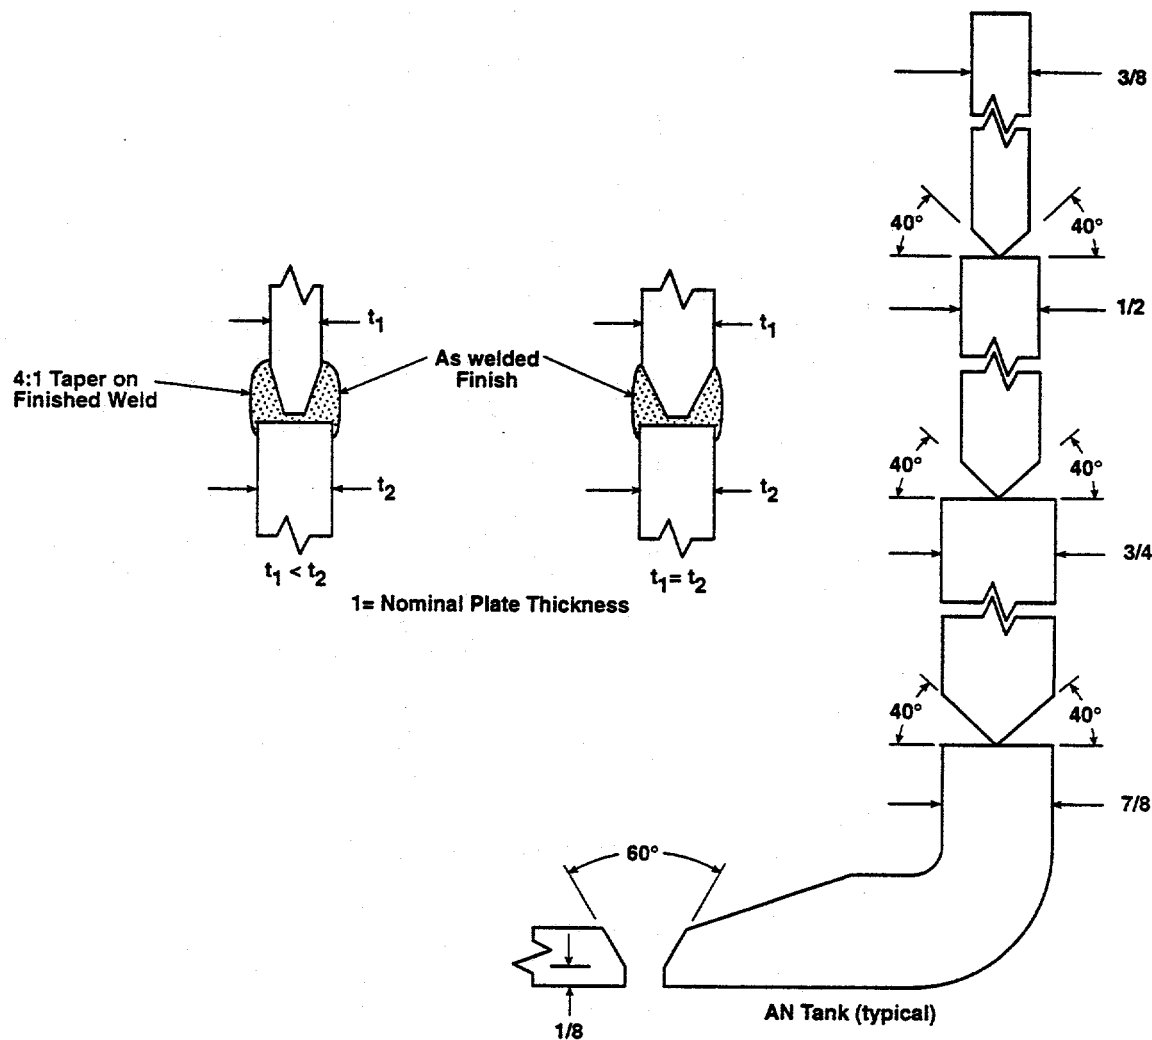 3/8
40°
40°
1/2
t1
t1
4:1 Taper on
Finished Weld
As welded
Finish
t2
t2
40°
40°
3/4
t1 < t2
t1= t2
1= Nominal Plate Thickness
40°
40°
7/8
60°
1/8
AN Tank (typical)